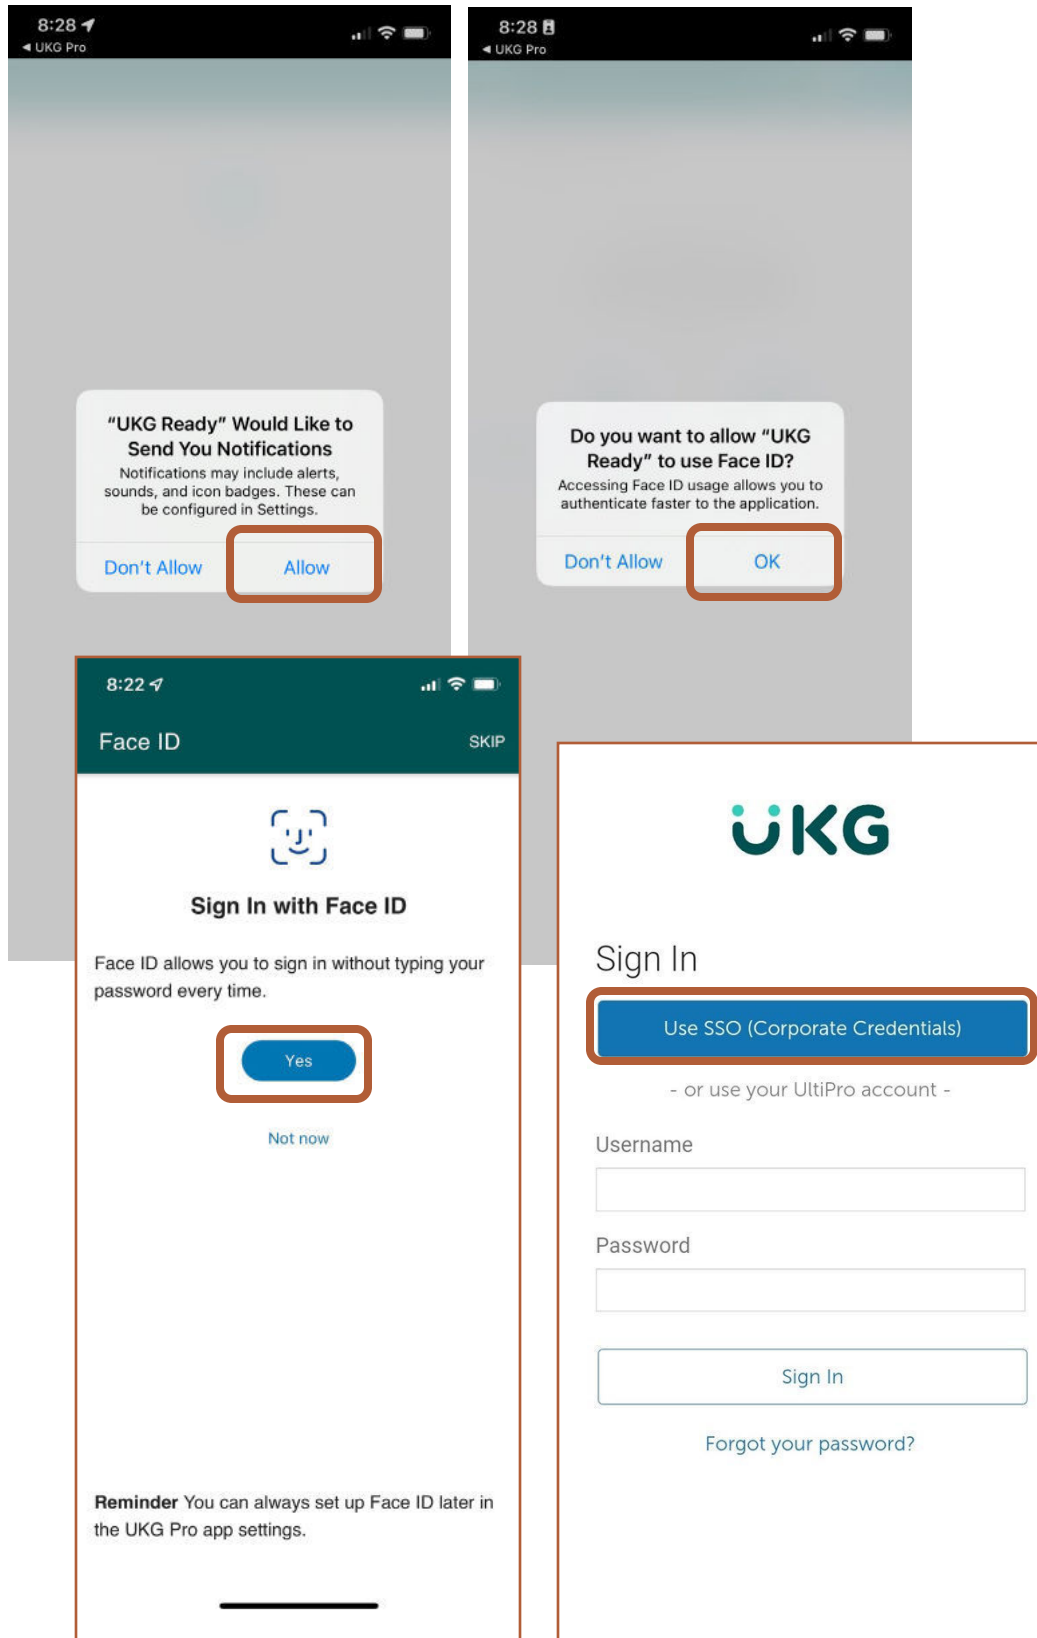 8:28
◀ UKG Pro
"UKG Ready" Would Like to
Send You Notifications
Notifications may include alerts,
sounds, and icon badges. These can
be configured in Settings.
Don't Allow
Allow
8:28
◀ UKG Pro
Do you want to allow "UKG
Ready" to use Face ID?
Accessing Face ID usage allows you to
authenticate faster to the application.
Don't Allow
OK
8:22
Face ID
SKIP
Sign In with Face ID
Face ID allows you to sign in without typing your
password every time.
Yes
Not now
Reminder You can always set up Face ID later in
the UKG Pro app settings.
UKG
Sign In
Use SSO (Corporate Credentials)
- or use your UltiPro account -
Username
Password
Sign In
Forgot your password?